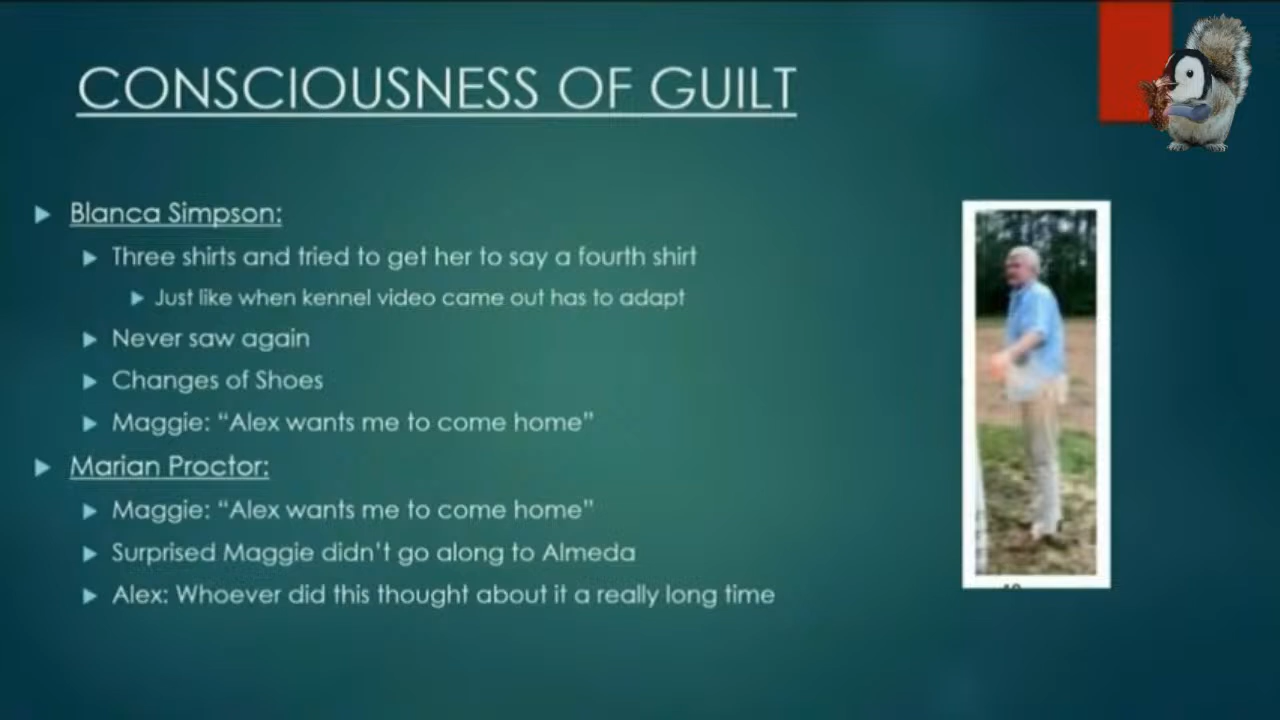 CONSCIOUSNESS OF GUILT
Blanca Simpson:
Three shirts and tried to get her to say a fourth shirt
Just like when kennel video came out has to adapt
Never saw again
Changes of Shoes
Maggie: “Alex wants me to come home”
Marian Proctor:
Maggie: “Alex wants me to come home”
Surprised Maggie didn’t go along to Almeda
Alex: Whoever did this thought about it a really long time